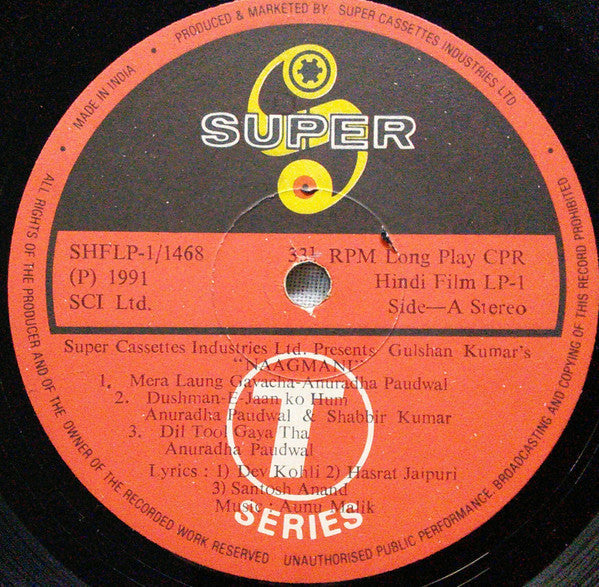 PRODUCED & MARKETED BY SUPER CASSETTES INDUSTRIES LTD
MADE IN INDIA
SUPER
SHFLP-1/1468 33⅓ RPM Long Play CPR
(P) 1991 Hindi Film LP-1
SCI Ltd. Side—A Stereo
Super Cassettes Industries Ltd. Presents Gulshan Kumar's
"NAAGMANI"
1. Mera Laung Gavacha-Anuradha Paudwal
2. Dushman-E-Jaan ko Hum
Anuradha Paudwal & Shabbir Kumar
3. Dil Toot Gaya Tha
Anuradha Paudwal
Lyrics : 1) Dev Kohli 2) Hasrat Jaipuri
3) Santosh Anand
Music : Aunu Malik
T
SERIES
ALL RIGHTS OF THE PRODUCER AND OF THE OWNER OF THE RECORDED WORK RESERVED UNAUTHORISED PUBLIC PERFORMANCE, BROADCASTING AND COPYING OF THIS RECORD PROHIBITED